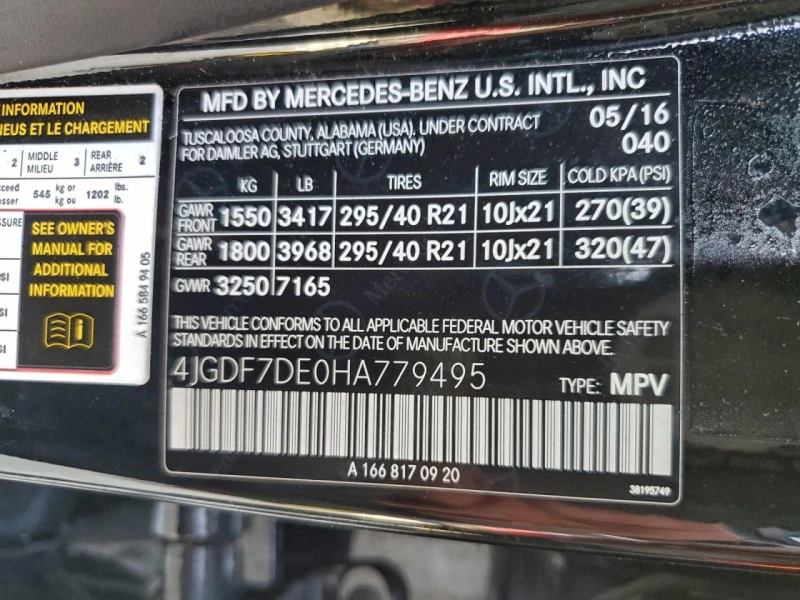 INFORMATION
NEUS ET LE CHARGEMENT
2 MIDDLE 3 REAR 2
MILIEU ARRIÈRE
545 kg or 1202 lbs.
kg ou lb.
SEE OWNER'S
MANUAL FOR
ADDITIONAL
INFORMATION
A 166 584 94 05
MFD BY MERCEDES-BENZ U.S. INTL., INC
TUSCALOOSA COUNTY, ALABAMA (USA). UNDER CONTRACT 05/16
FOR DAIMLER AG, STUTTGART (GERMANY) 040
KG LB TIRES RIM SIZE COLD KPA (PSI)
GAWR FRONT 1550 3417 295/40 R21 10Jx21 270(39)
GAWR REAR 1800 3968 295/40 R21 10Jx21 320(47)
GVWR 3250 7165
THIS VEHICLE CONFORMS TO ALL APPLICABLE FEDERAL MOTOR VEHICLE SAFETY
STANDARDS IN EFFECT ON THE DATE OF MANUFACTURE SHOWN ABOVE.
4JGDF7DE0HA779495 TYPE: MPV
A 166 817 09 20
38195749